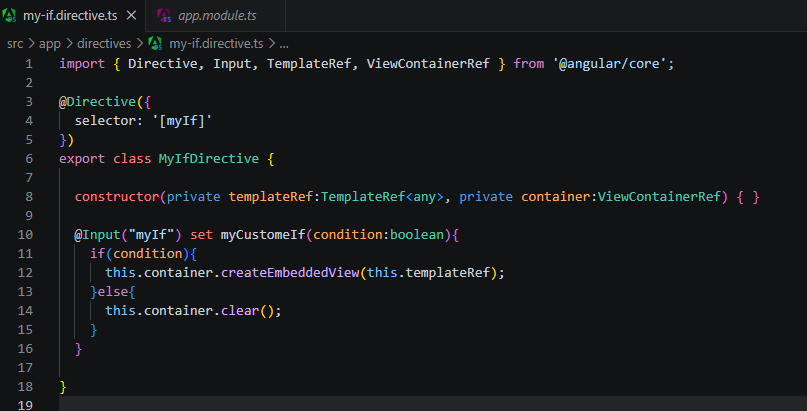 my-if.directive.ts
app.module.ts
src > app > directives > my-if.directive.ts > ...
1 import { Directive, Input, TemplateRef, ViewContainerRef } from '@angular/core';
2
3 @Directive({
4   selector: '[myIf]'
5 })
6 export class MyIfDirective {
7
8   constructor(private templateRef:TemplateRef<any>, private container:ViewContainerRef) { }
9
10   @Input("myIf") set myCustomeIf(condition:boolean){
11     if(condition){
12       this.container.createEmbeddedView(this.templateRef);
13     }else{
14       this.container.clear();
15     }
16   }
17
18 }
19